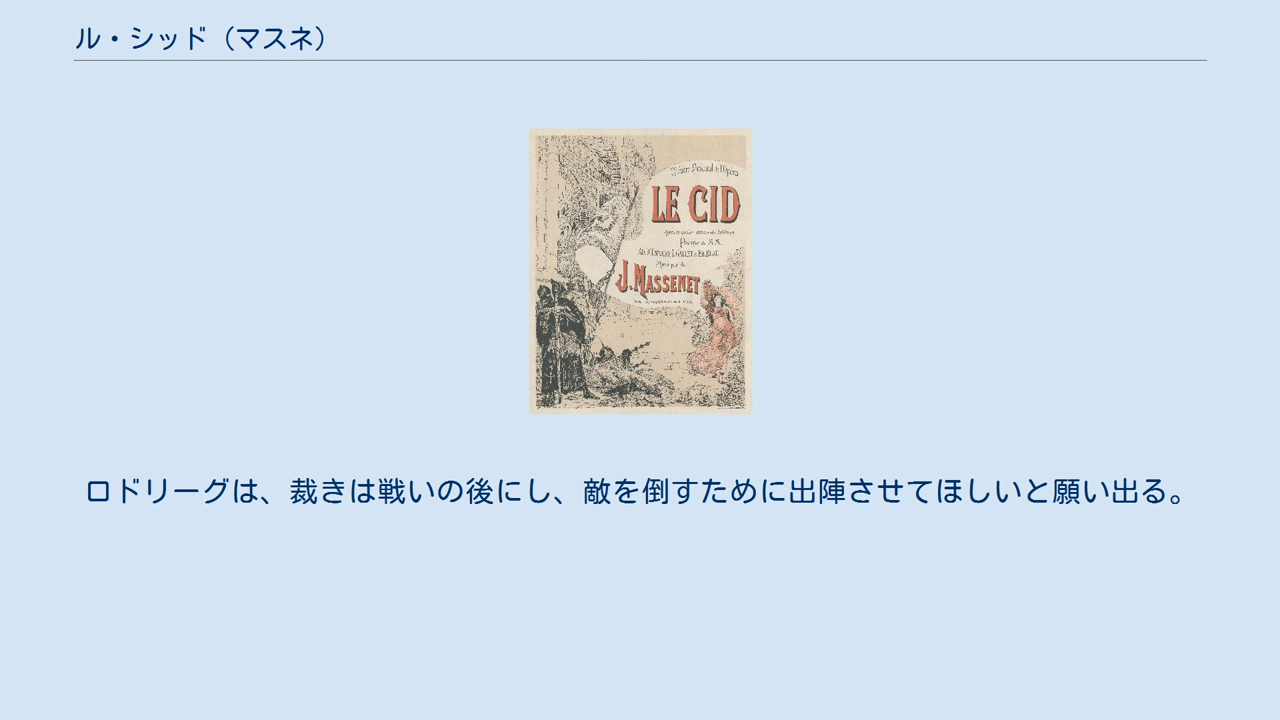 ル・シッド（マスネ）
LE CID
J. MASSENET
ロドリーグは、裁きは戦いの後にし、敵を倒すために出陣させてほしいと願い出る。